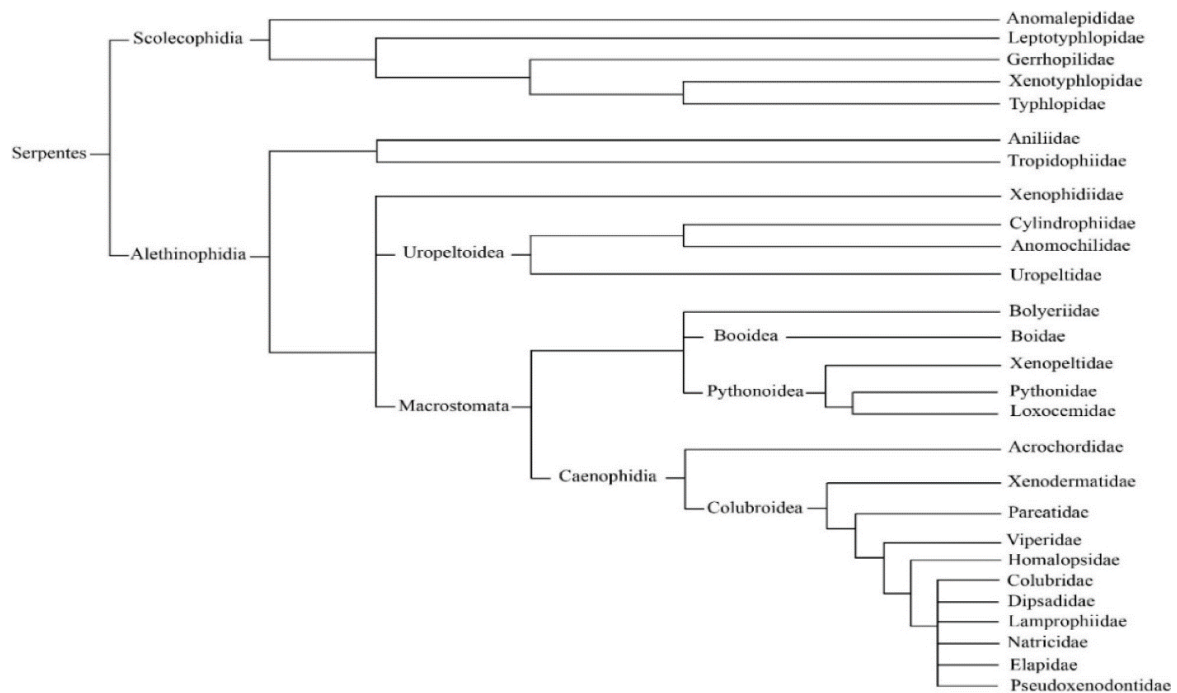 Anomalepididae
Scolecophidia
Leptotyphlopidae
Gerrhopilidae
Xenotyphlopidae
Typhlopidae
Aniliidae
Serpentes
Tropidophiidae
Xenophidiidae
Cylindrophiidae
Alethinophidia
Uropeltoidea
Anomochilidae
Uropeltidae
Bolyeriidae
Booidea
Boidae
Xenopeltidae
Pythonoidea
Pythonidae
Macrostomata
Loxocemidae
Acrochordidae
Caenophidia
Xenodermatidae
Colubroidea
Pareatidae
Viperidae
Homalopsidae
Colubridae
Dipsadidae
Lamprophiidae
Natricidae
Elapidae
Pseudoxenodontidae